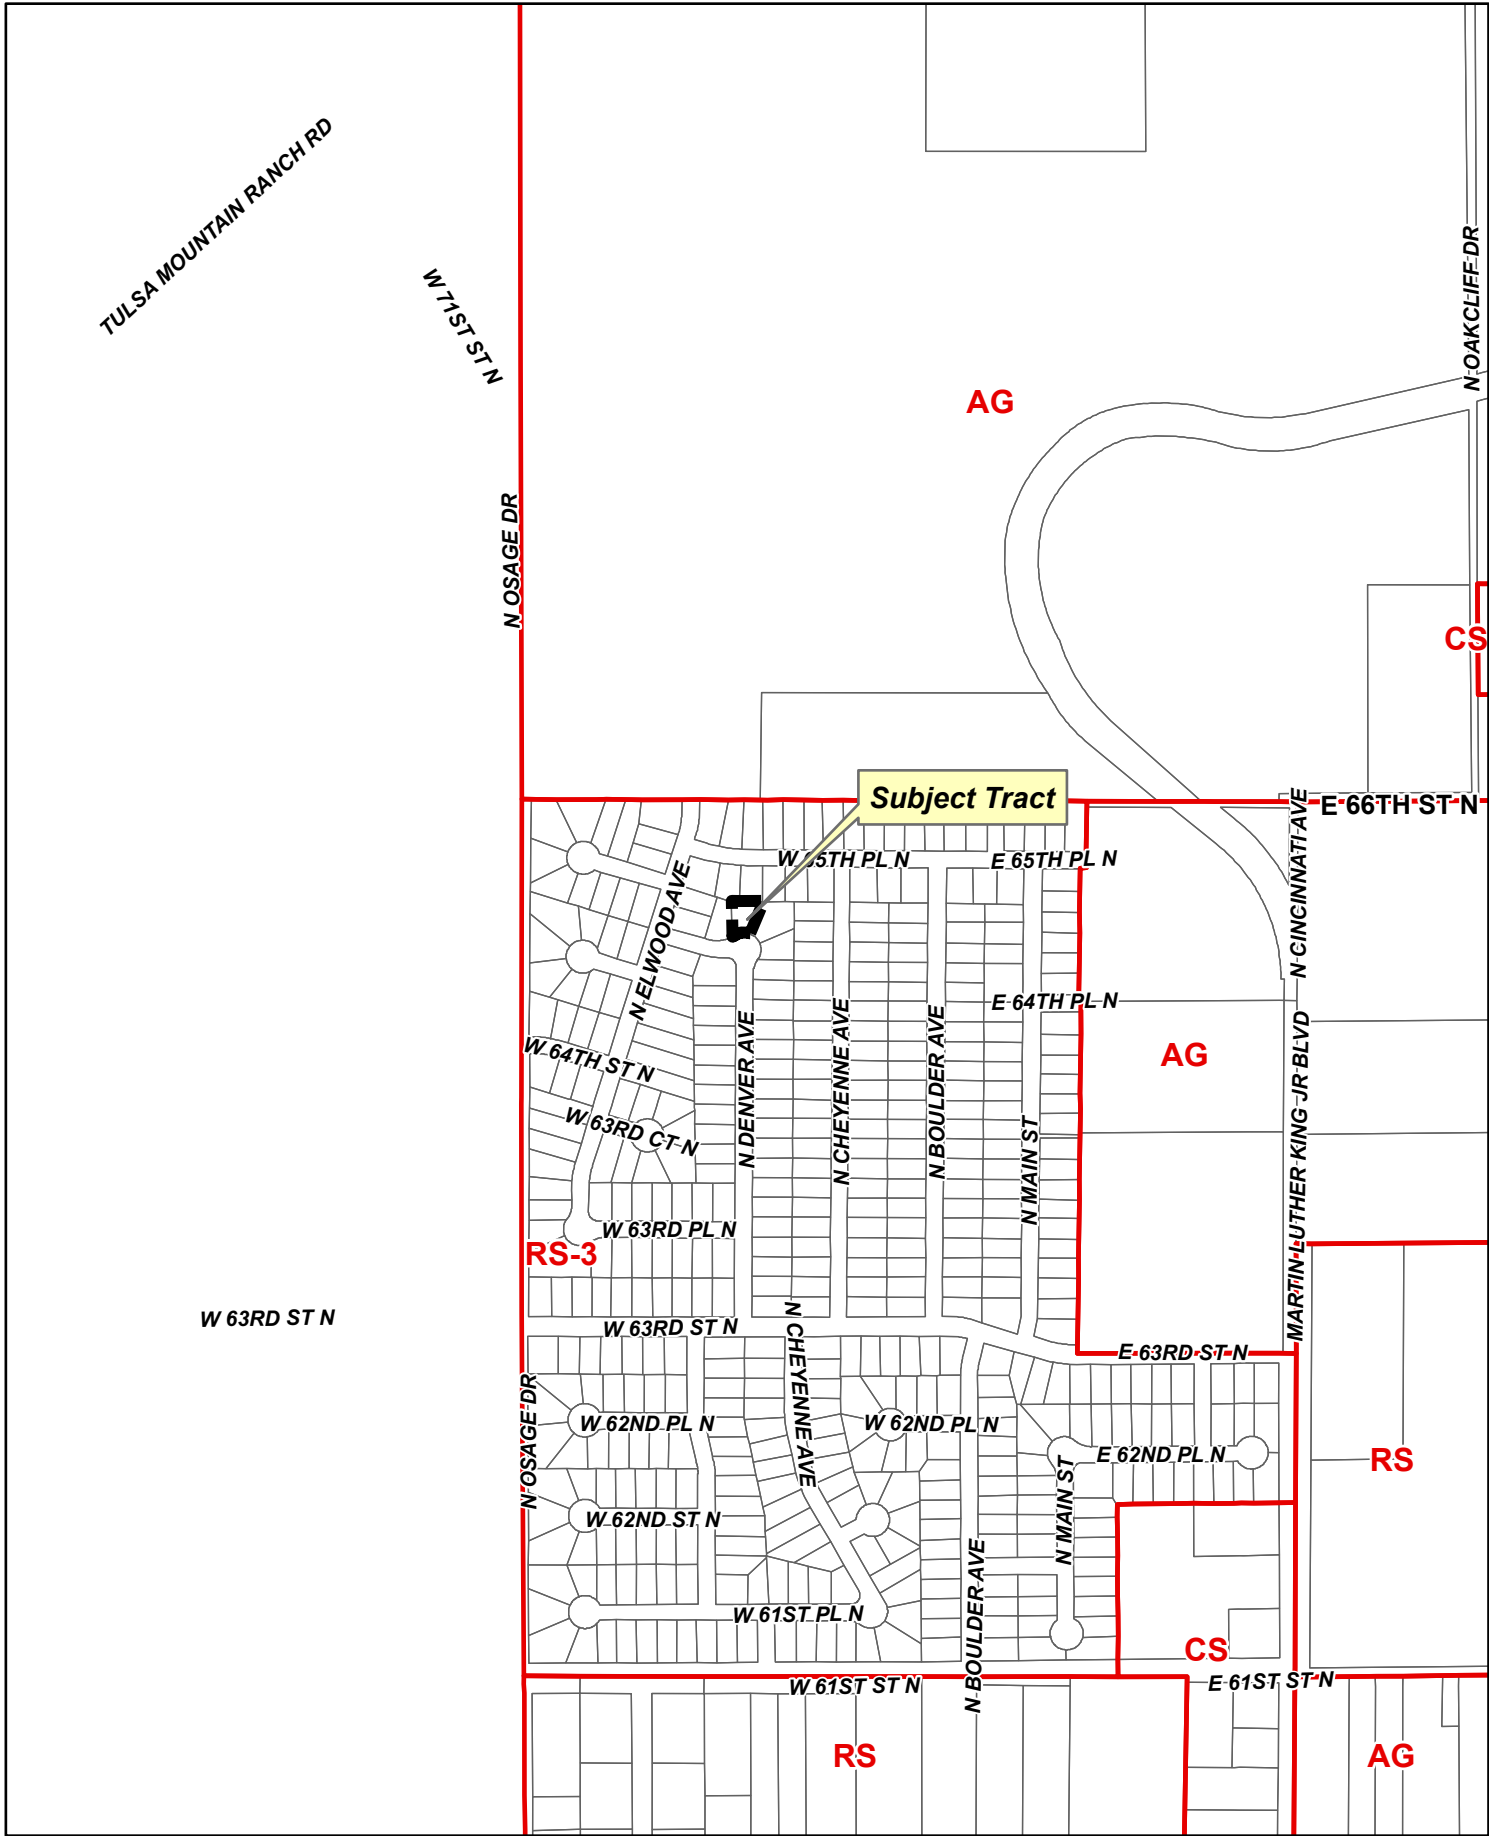 TULSA MOUNTAIN RANCH RD
W 71ST ST N
N OAKCLIFF DR
AG
N OSAGE DR
CS
Subject Tract
E 66TH ST N
N CINCINNATI AVE
W 65TH PL N
E 65TH PL N
N ELWOOD AVE
E 64TH PL N
W 64TH ST N
N DENVER AVE
N CHEYENNE AVE
N BOULDER AVE
AG
W 63RD CT N
N MAIN ST
MARTIN LUTHER KING JR BLVD
W 63RD PL N
RS-3
W 63RD ST N
W 63RD ST N
N CHEYENNE AVE
E 63RD ST N
N OSAGE DR
W 62ND PL N
W 62ND PL N
E 62ND PL N
RS
W 62ND ST N
N MAIN ST
N BOULDER AVE
W 61ST PL N
CS
W 61ST ST N
E 61ST ST N
RS
AG